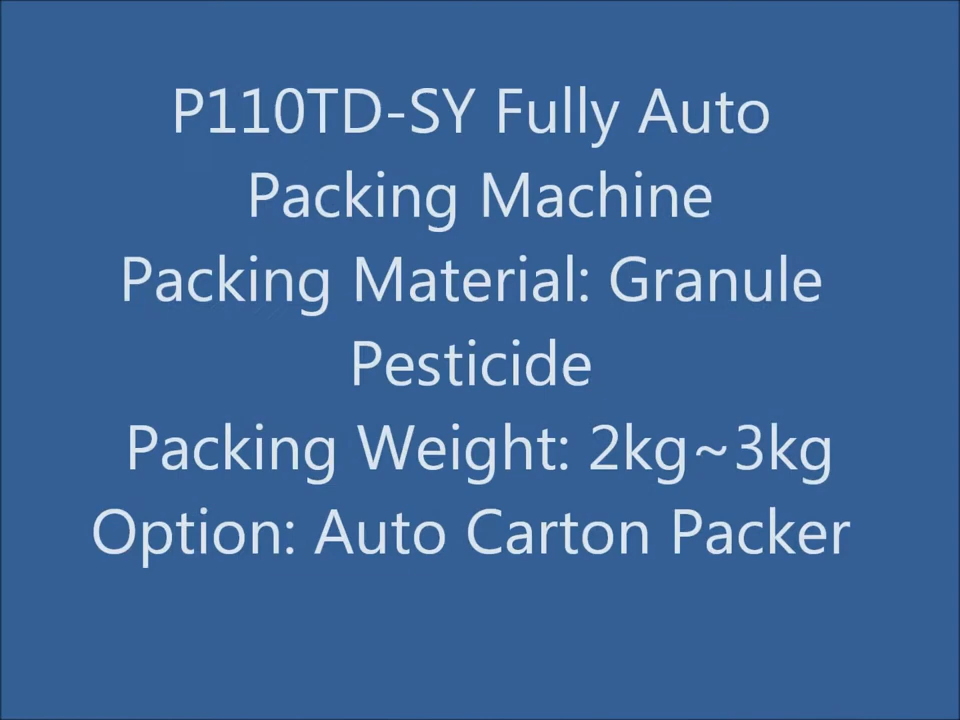 P110TD-SY Fully Auto
Packing Machine
Packing Material: Granule
Pesticide
Packing Weight: 2kg~3kg
Option: Auto Carton Packer